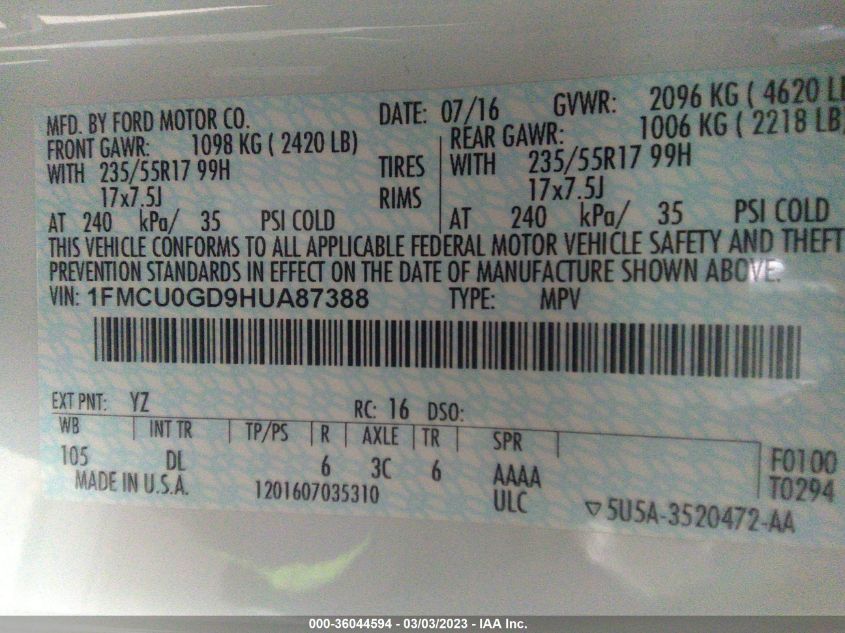 MFD. BY FORD MOTOR CO. DATE: 07/16 GVWR: 2096 KG ( 4620 LB
FRONT GAWR: 1098 KG ( 2420 LB) REAR GAWR: 1006 KG ( 2218 LB)
WITH 235/55R17 99H TIRES WITH 235/55R17 99H
17x7.5J RIMS 17x7.5J
AT 240 kPa/ 35 PSI COLD AT 240 kPa/ 35 PSI COLD
THIS VEHICLE CONFORMS TO ALL APPLICABLE FEDERAL MOTOR VEHICLE SAFETY AND THEFT
PREVENTION STANDARDS IN EFFECT ON THE DATE OF MANUFACTURE SHOWN ABOVE.
VIN: 1FMCU0GD9HUA87388 TYPE: MPV
EXT PNT: YZ RC: 16 DSO:
WB INT TR TP/PS R AXLE TR SPR
105 DL 6 3C 6 AAAA F0100
MADE IN U.S.A. 1201607035310 ULC T0294
▽5U5A-3520472-AA
000-36044594 — 03/03/2023 — IAA Inc.